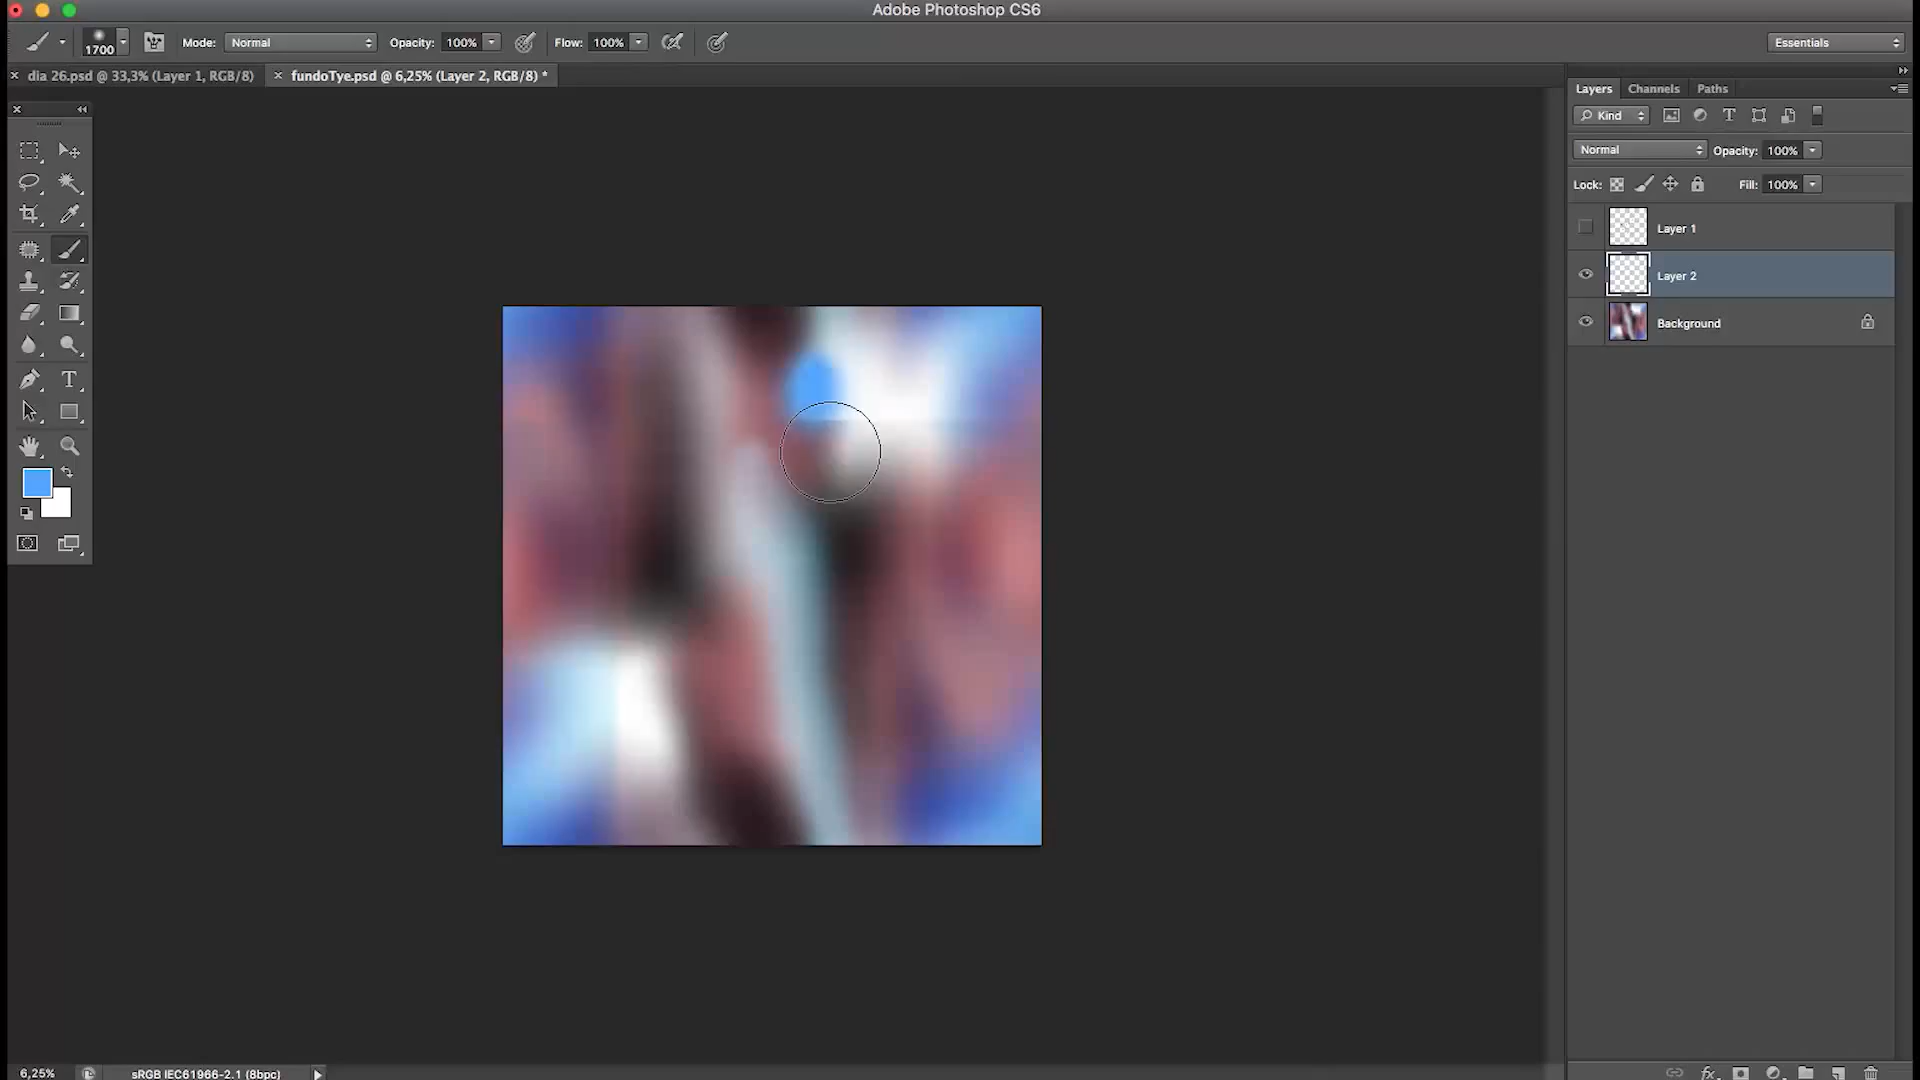 Adobe Photoshop CS6
1700 Mode: Normal Opacity: 100% Flow: 100% Essentials
dia 26.psd @ 33,3% (Layer 1, RGB/8) fundoTye.psd @ 6,25% (Layer 2, RGB/8) *
Layers Channels Paths
Kind
Normal Opacity: 100%
Lock: Fill: 100%
Layer 1
Layer 2
Background
6,25% sRGB IEC61966-2.1 (8bpc)